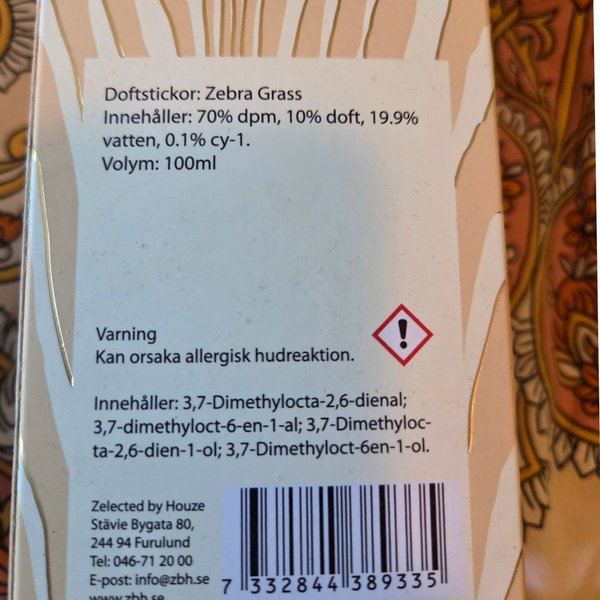 Doftstickor: Zebra Grass
Innehåller: 70% dpm, 10% doft, 19.9%
vatten, 0.1% cy-1.
Volym: 100ml
Varning
Kan orsaka allergisk hudreaktion.
Innehåller: 3,7-Dimethylocta-2,6-dienal;
3,7-dimethyloct-6-en-1-al; 3,7-Dimethyloc-
ta-2,6-dien-1-ol; 3,7-Dimethyloct-6en-1-ol.
Zelected by Houze
Stävie Bygata 80,
244 94 Furulund
Tel: 046-71 20 00
E-post: info@zbh.se
www.zbh.se
7 332844 389335